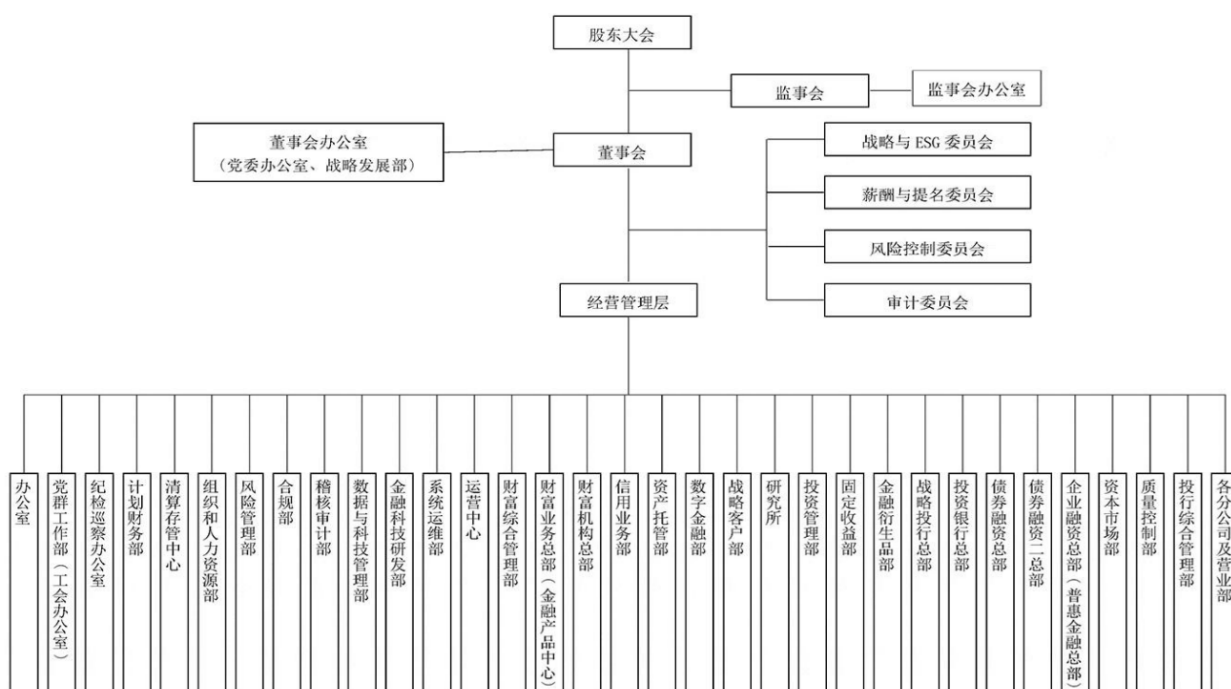 股东大会
监事会
监事会办公室
董事会办公室
（党委办公室、战略发展部）
董事会
战略与 ESG 委员会
薪酬与提名委员会
风险控制委员会
经营管理层
审计委员会
办公室
党群工作部（工会办公室）
纪检巡察办公室
计划财务部
清算存管中心
组织和人力资源部
风险管理部
合规部
稽核审计部
数据与科技管理部
金融科技研发部
系统运维部
运营中心
财富综合管理部
财富业务总部（金融产品中心）
财富机构总部
信用业务部
资产托管部
数字金融部
战略客户部
研究所
投资管理部
固定收益部
金融衍生品部
战略投行总部
投资银行总部
债券融资总部
债券融资二总部
企业融资总部（普惠金融总部）
资本市场部
质量控制部
投行综合管理部
各分公司及营业部